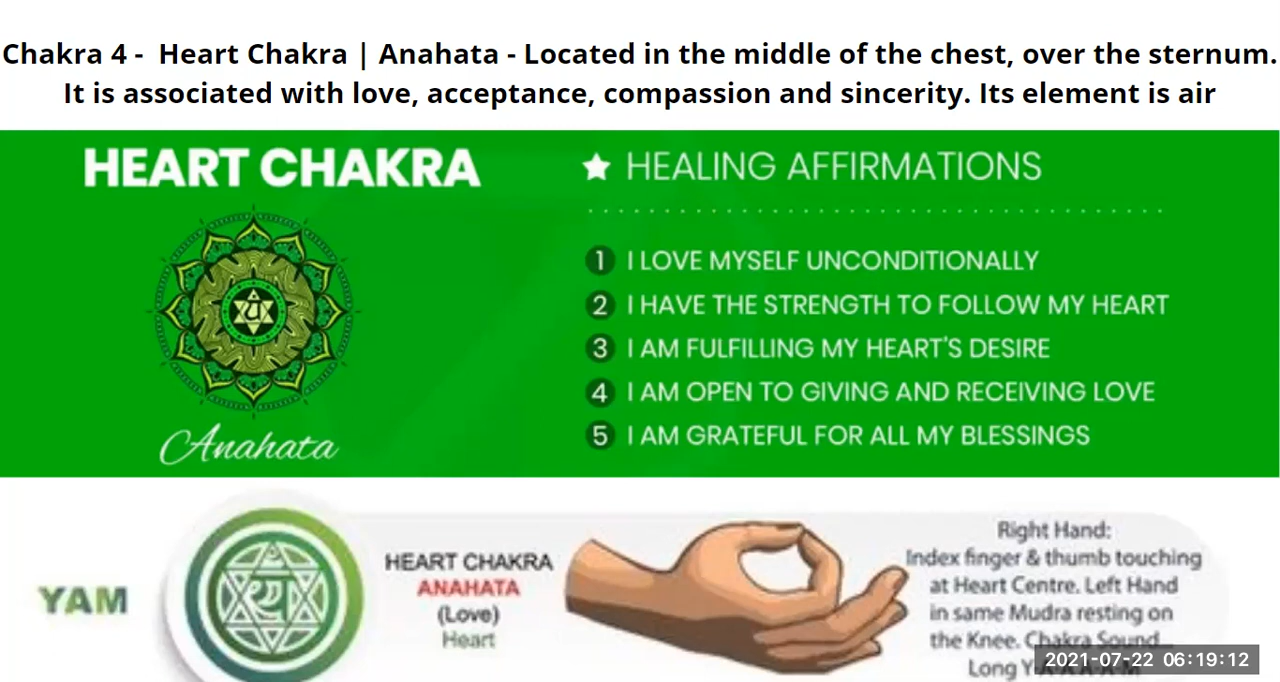 Chakra 4 -  Heart Chakra | Anahata - Located in the middle of the chest, over the sternum.
It is associated with love, acceptance, compassion and sincerity. Its element is air
HEART CHAKRA
Anahata
HEALING AFFIRMATIONS
1 I LOVE MYSELF UNCONDITIONALLY
2 I HAVE THE STRENGTH TO FOLLOW MY HEART
3 I AM FULFILLING MY HEART'S DESIRE
4 I AM OPEN TO GIVING AND RECEIVING LOVE
5 I AM GRATEFUL FOR ALL MY BLESSINGS
YAM
यं
HEART CHAKRA
ANAHATA
(Love)
Heart
Right Hand:
Index finger & thumb touching
at Heart Centre. Left Hand
in same Mudra resting on
the Knee. Chakra Sound...
Long
2021-07-22 06:19:12